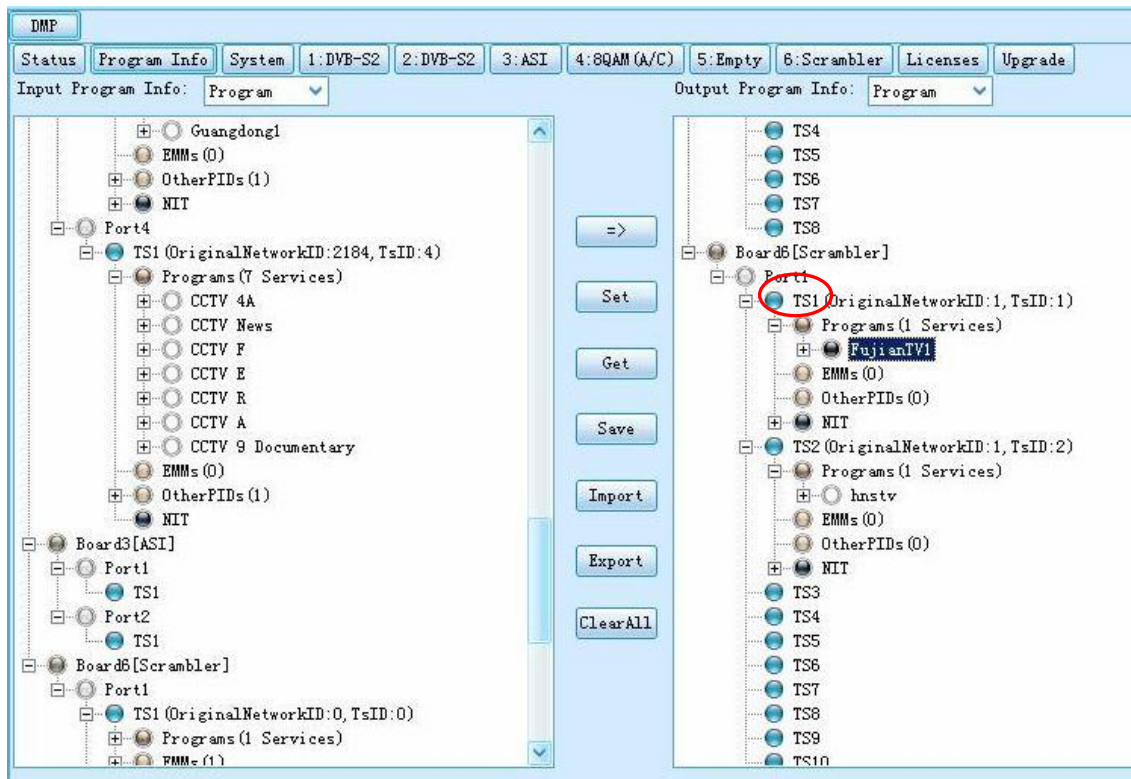 DMP
Status Program Info System 1:DVB-S2 2:DVB-S2 3:ASI 4:8QAM(A/C) 5:Empty 6:Scrambler Licenses Upgrade
Input Program Info: Program
Guangdong1
EMMs(0)
OtherPIDs(1)
NIT
Port4
TS1(OriginalNetworkID:2184,TsID:4)
Programs(7 Services)
CCTV 4A
CCTV News
CCTV F
CCTV E
CCTV R
CCTV A
CCTV 9 Documentary
EMMs(0)
OtherPIDs(1)
NIT
Board3[ASI]
Port1
TS1
Port2
TS1
Board6[Scrambler]
Port1
TS1(OriginalNetworkID:0,TsID:0)
Programs(1 Services)
EMMs(1)
=>
Set
Get
Save
Import
Export
ClearAll
Output Program Info: Program
TS4
TS5
TS6
TS7
TS8
Board6[Scrambler]
Port1
TS1(OriginalNetworkID:1,TsID:1)
Programs(1 Services)
FujianTV1
EMMs(0)
OtherPIDs(0)
NIT
TS2(OriginalNetworkID:1,TsID:2)
Programs(1 Services)
hnstv
EMMs(0)
OtherPIDs(0)
NIT
TS3
TS4
TS5
TS6
TS7
TS8
TS9
TS10